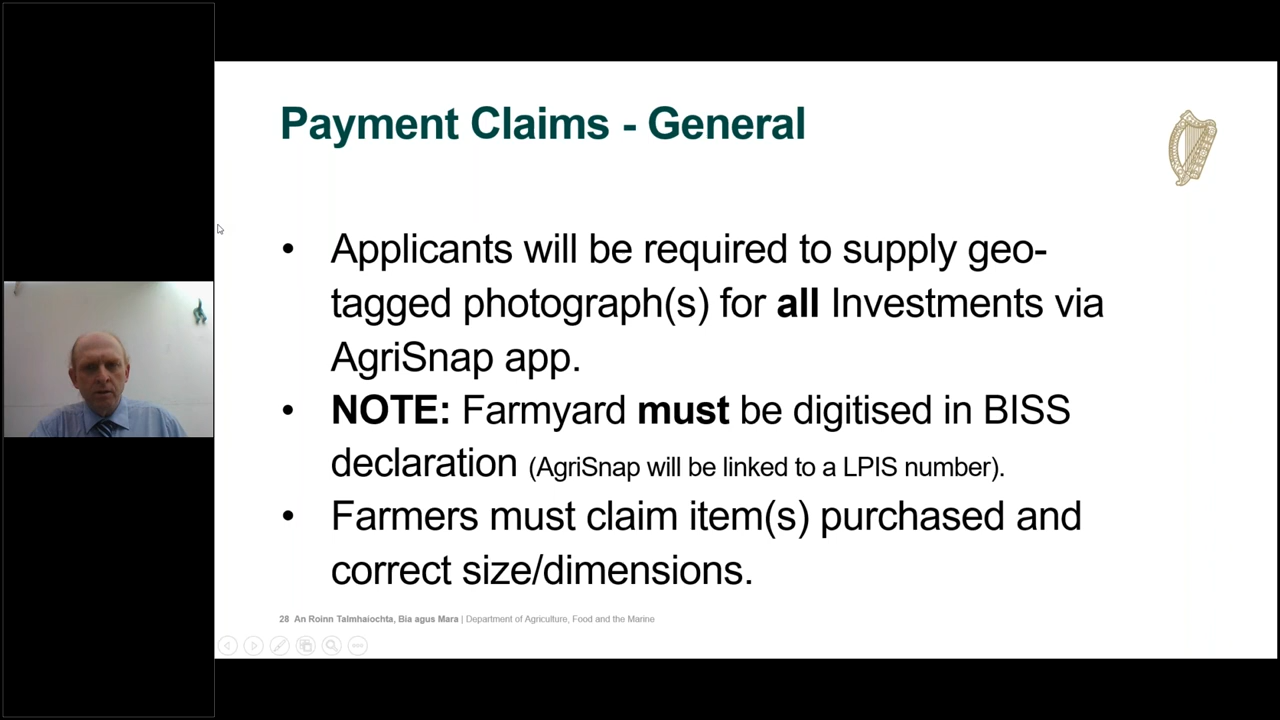 Payment Claims - General
• Applicants will be required to supply geo-
tagged photograph(s) for all Investments via
AgriSnap app.
• NOTE: Farmyard must be digitised in BISS
declaration (AgriSnap will be linked to a LPIS number).
• Farmers must claim item(s) purchased and
correct size/dimensions.
28 An Roinn Talmhaíochta, Bia agus Mara | Department of Agriculture, Food and the Marine